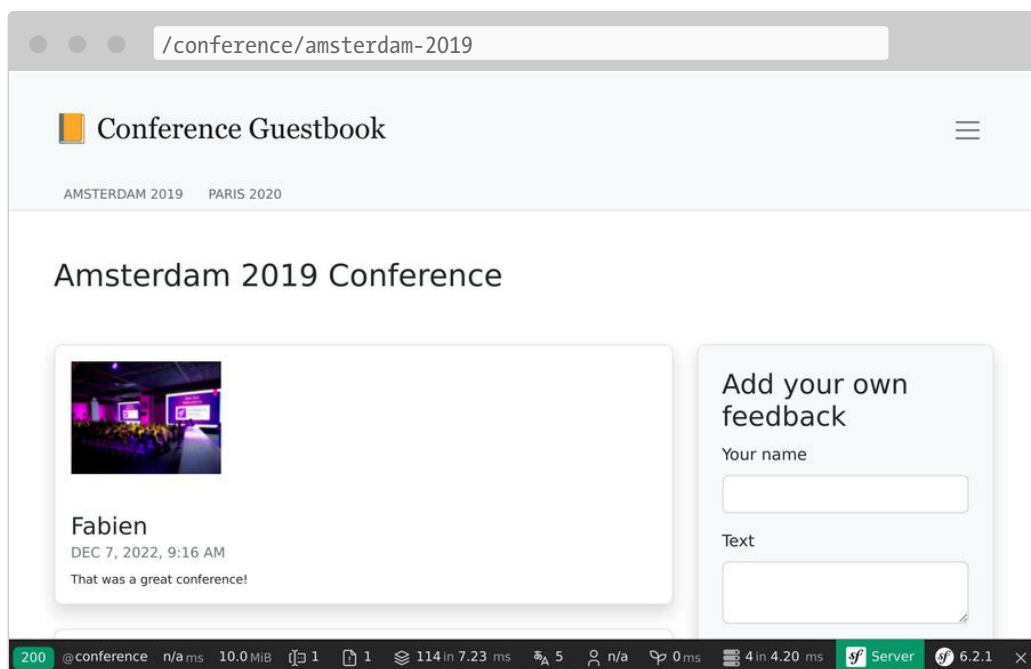 /conference/amsterdam-2019
Conference Guestbook
AMSTERDAM 2019 PARIS 2020
Amsterdam 2019 Conference
Add your own
feedback
Your name
Fabien
DEC 7, 2022, 9:16 AM
That was a great conference!
Text
200 @conference n/a ms 10.0 MiB 1 1 114 in 7.23 ms 5 n/a 0 ms 4 in 4.20 ms sf Server sf 6.2.1